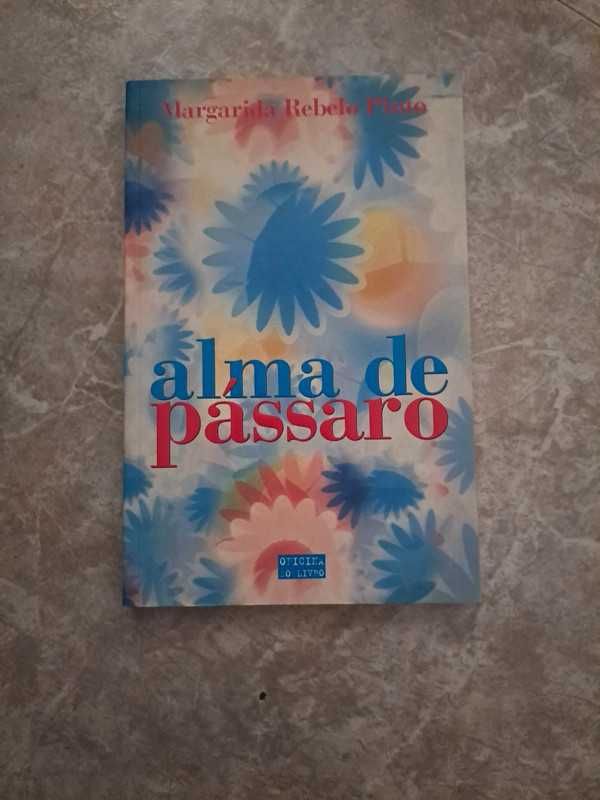 Margarida Rebelo Pinto
alma de
pássaro
OFICINA
DO LIVRO